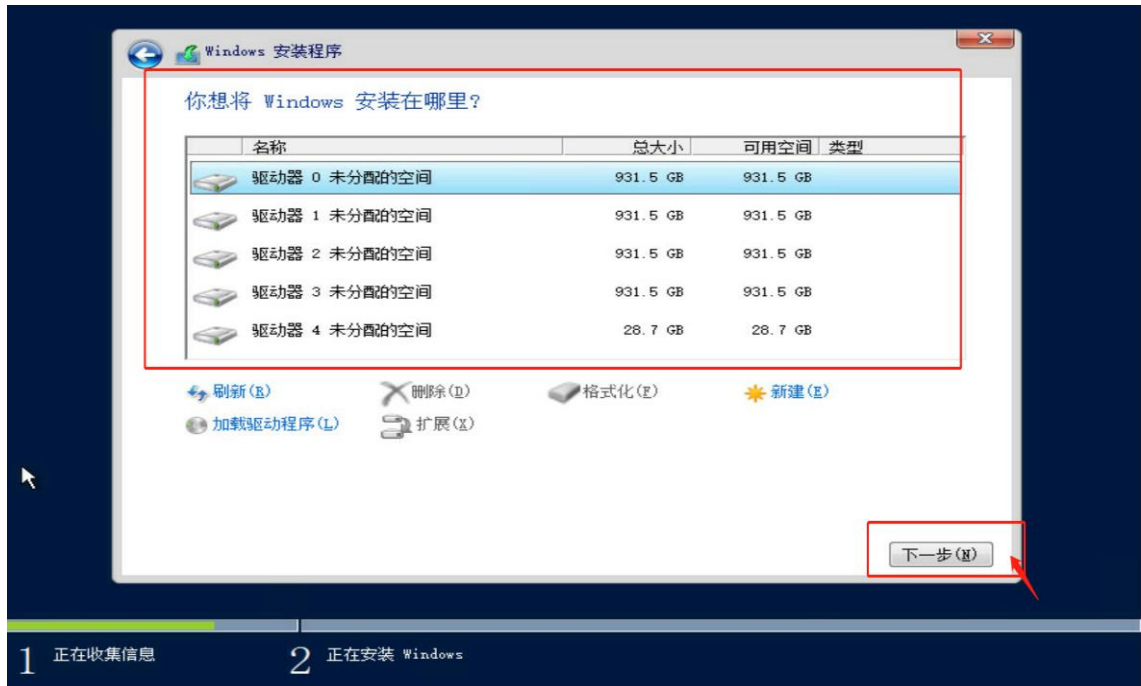 Windows 安装程序
你想将 Windows 安装在哪里?
名称 总大小 可用空间 类型
驱动器 0 未分配的空间 931.5 GB 931.5 GB
驱动器 1 未分配的空间 931.5 GB 931.5 GB
驱动器 2 未分配的空间 931.5 GB 931.5 GB
驱动器 3 未分配的空间 931.5 GB 931.5 GB
驱动器 4 未分配的空间 28.7 GB 28.7 GB
刷新(R) 删除(D) 格式化(F) 新建(E)
加载驱动程序(L) 扩展(X)
下一步(N)
1 正在收集信息 2 正在安装 Windows